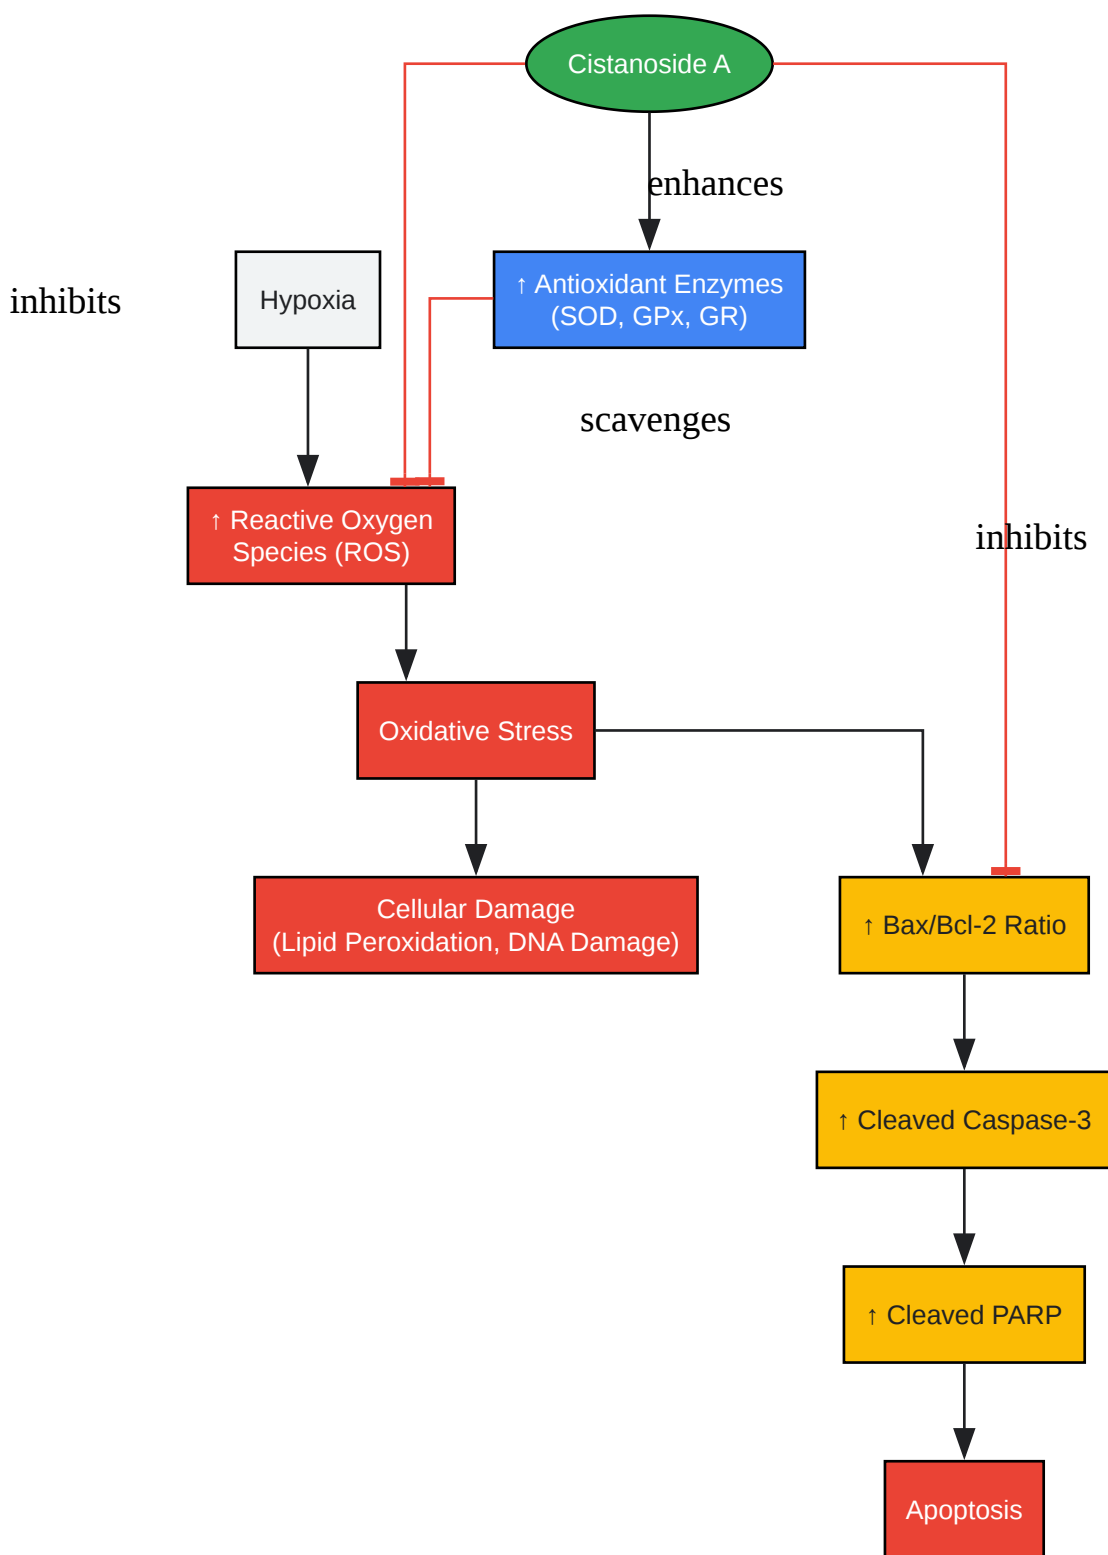 Cistanoside A
enhances
Hypoxia
↑ Antioxidant Enzymes
(SOD, GPx, GR)
inhibits
scavenges
↑ Reactive Oxygen
Species (ROS)
inhibits
Oxidative Stress
Cellular Damage
(Lipid Peroxidation, DNA Damage)
↑ Bax/Bcl-2 Ratio
↑ Cleaved Caspase-3
↑ Cleaved PARP
Apoptosis